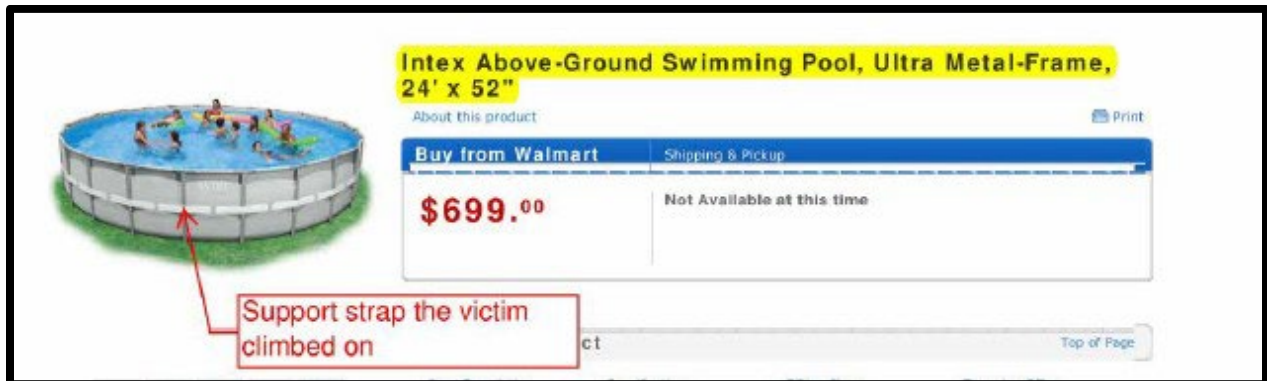 Intex Above-Ground Swimming Pool, Ultra Metal-Frame,
24' x 52"
About this product
Print
Buy from Walmart
Shipping & Pickup
$699.00
Not Available at this time
Support strap the victim
climbed on
ct
Top of Page